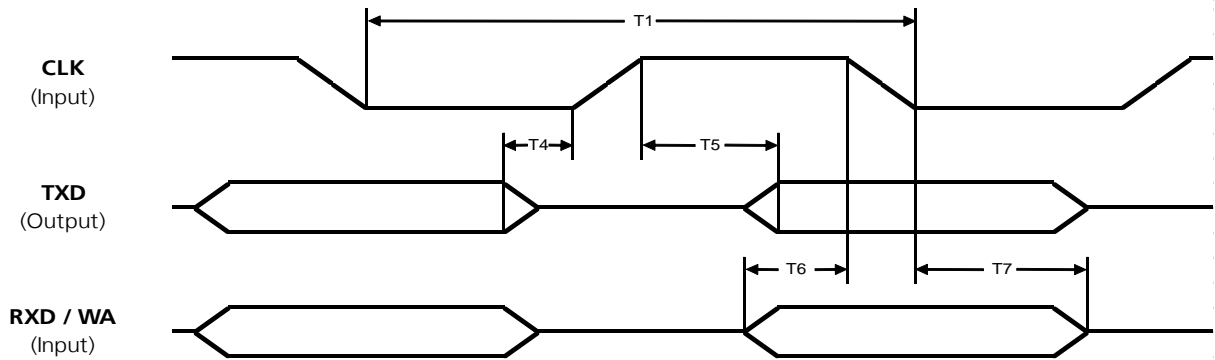 T1
CLK
(Input)
T4
T5
TXD
(Output)
T6
T7
RXD / WA
(Input)